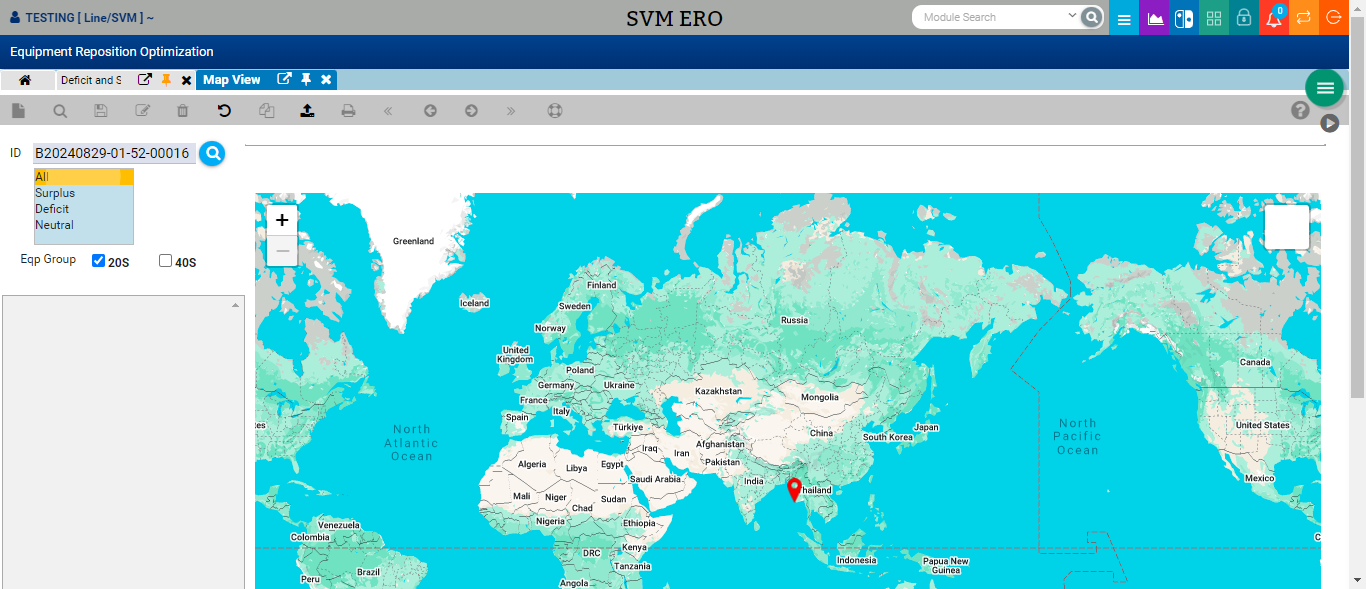 TESTING [ Line/SVM ] ~
SVM ERO
Module Search
0
Equipment Reposition Optimization
Deficit and S
Map View
ID
B20240829-01-52-00016
All
Surplus
Deficit
Neutral
Eqp Group
20S
40S
+
−
Greenland
Iceland
Finland
Sweden
Norway
Russia
United
Kingdom
Poland
Germany
Ukraine
France
Kazakhstan
Mongolia
Italy
Spain
Türkiye
China
Japan
South Korea
Canada
United States
Mexico
North
Atlantic
Ocean
North
Pacific
Ocean
Iraq
Iran
Afghanistan
Pakistan
Algeria
Libya
Egypt
Saudi Arabia
India
Thailand
Mali
Niger
Sudan
Chad
Nigeria
Ethiopia
Venezuela
Colombia
DRC
Kenya
Tanzania
Indonesia
Papua New
Guinea
Peru
Brazil
Angola
tes
C